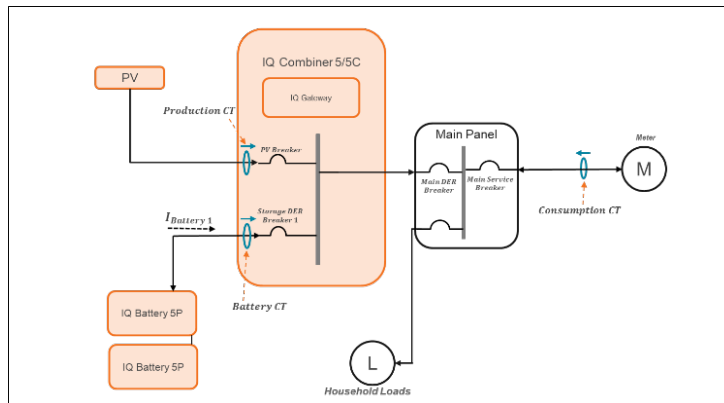 IQ Combiner 5/5C
PV
IQ Gateway
Production CT
Main Panel
Meter
PV Breaker
M
Main DER
Breaker
Main Service
Breaker
Storage DER
Breaker 1
I Battery 1
Consumption CT
IQ Battery 5P
Battery CT
IQ Battery 5P
L
Household Loads